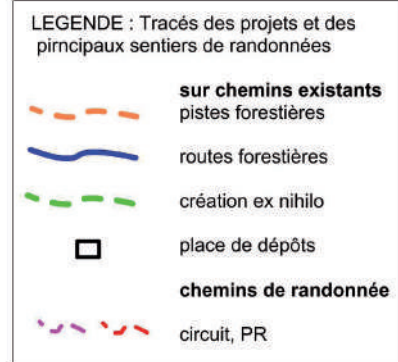 LEGENDE : Tracés des projets et des
pirncipaux sentiers de randonnées
sur chemins existants
pistes forestières
routes forestières
création ex nihilo
place de dépôts
chemins de randonnée
circuit, PR